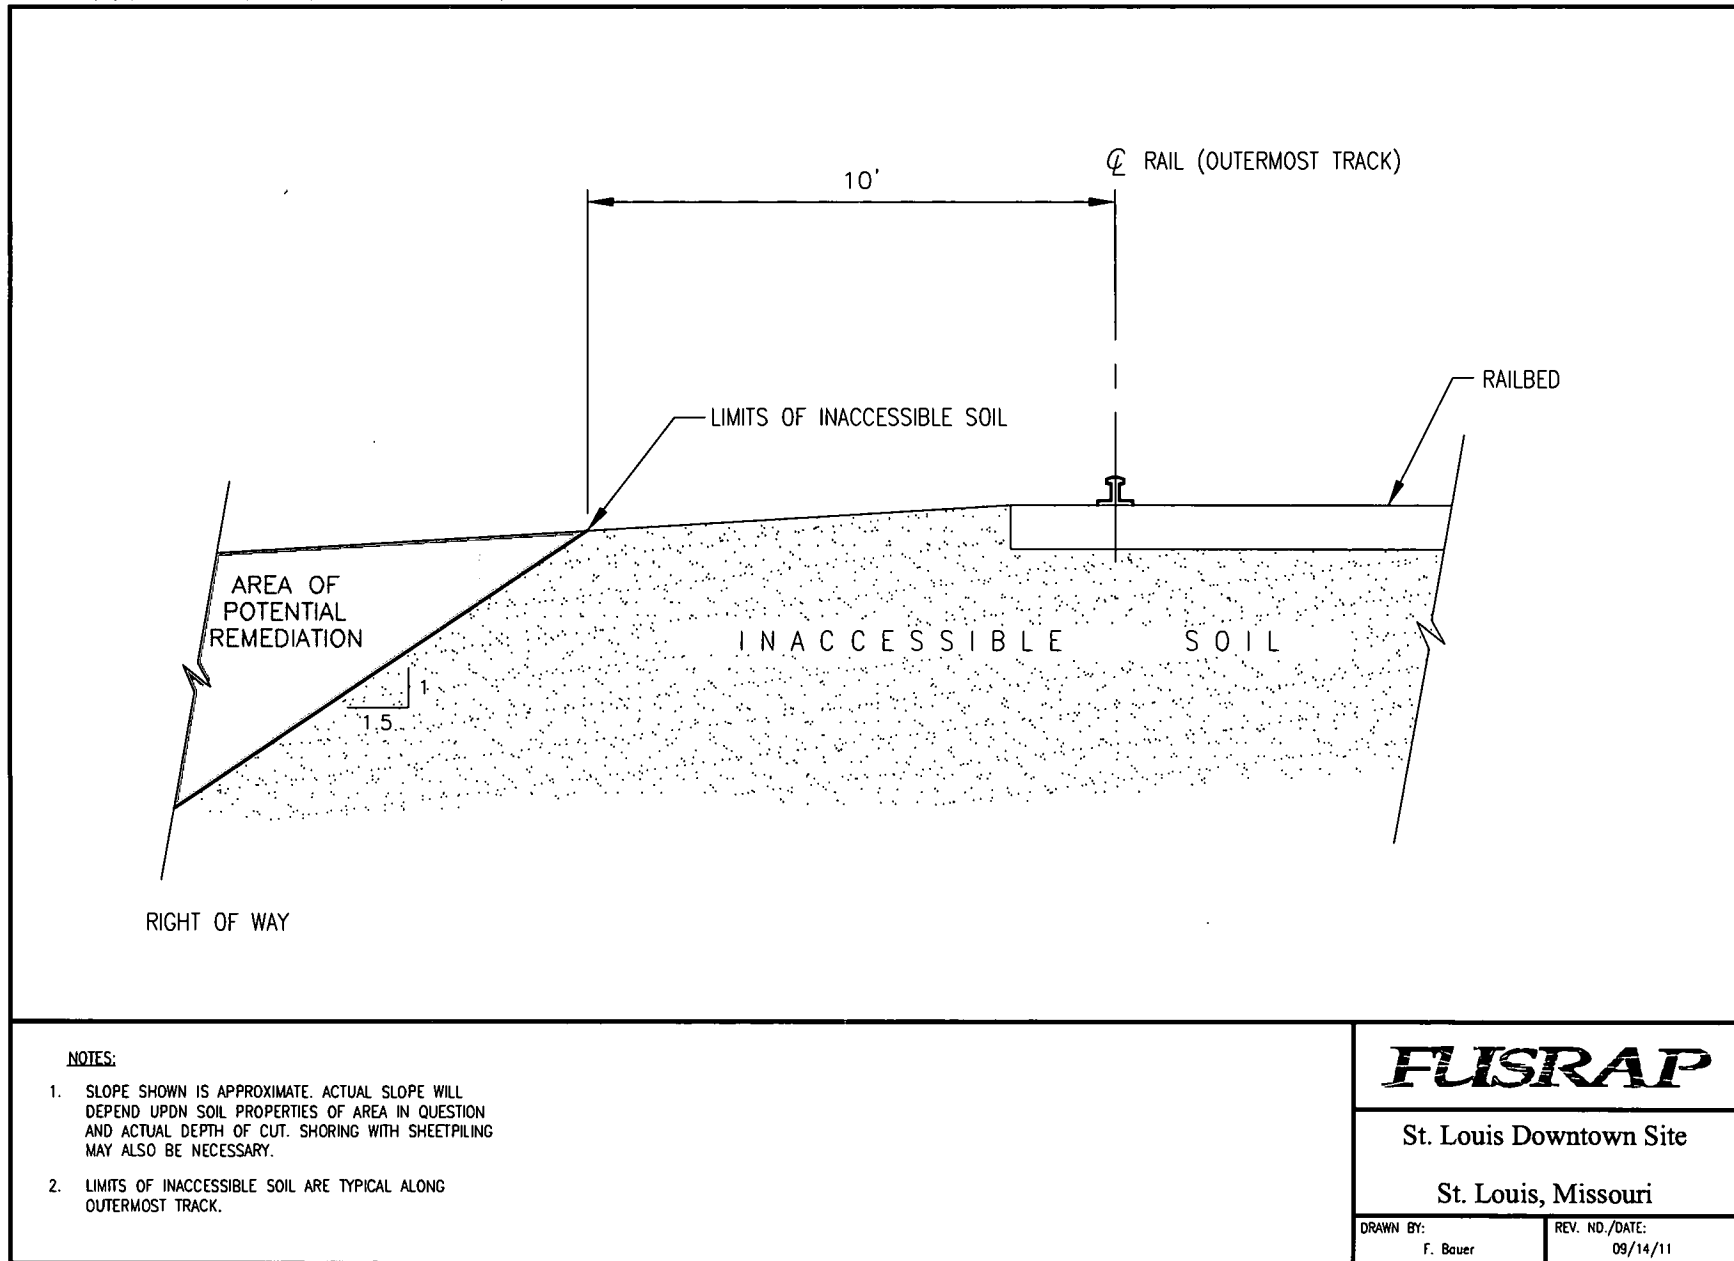 10'
℄ RAIL (OUTERMOST TRACK)
RAILBED
LIMITS OF INACCESSIBLE SOIL
AREA OF
POTENTIAL
REMEDIATION
INACCESSIBLE SOIL
1
1.5
RIGHT OF WAY
NOTES:
1. SLOPE SHOWN IS APPROXIMATE. ACTUAL SLOPE WILL
DEPEND UPDN SOIL PROPERTIES OF AREA IN QUESTION
AND ACTUAL DEPTH OF CUT. SHORING WITH SHEETPILING
MAY ALSO BE NECESSARY.
2. LIMITS OF INACCESSIBLE SOIL ARE TYPICAL ALONG
OUTERMOST TRACK.
FUSRAP
St. Louis Downtown Site
St. Louis, Missouri
DRAWN BY:
F. Bauer
REV. ND./DATE:
09/14/11